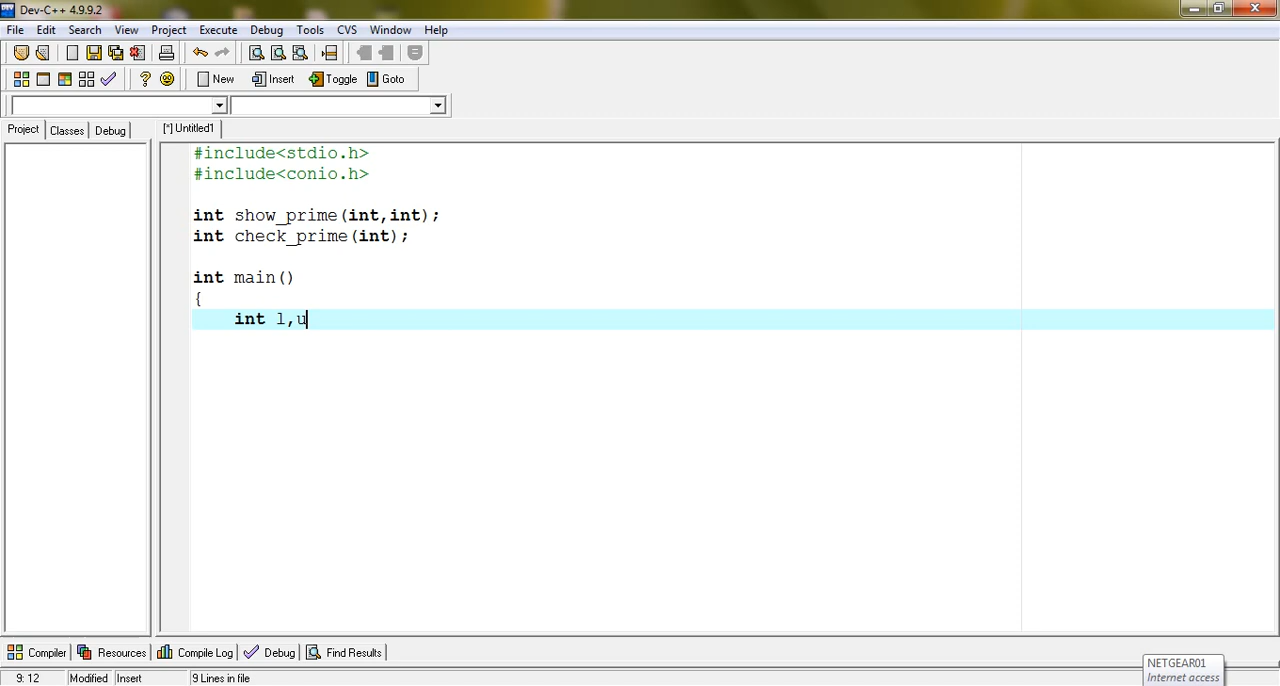 Dev-C++ 4.9.9.2
File Edit Search View Project Execute Debug Tools CVS Window Help
New Insert Toggle Goto
Project Classes Debug [*] Untitled1
#include<stdio.h>
#include<conio.h>
int show_prime(int,int);
int check_prime(int);
int main()
{
int l,u
Compiler Resources Compile Log Debug Find Results
NETGEAR01
Internet access
9: 12 Modified Insert 9 Lines in file